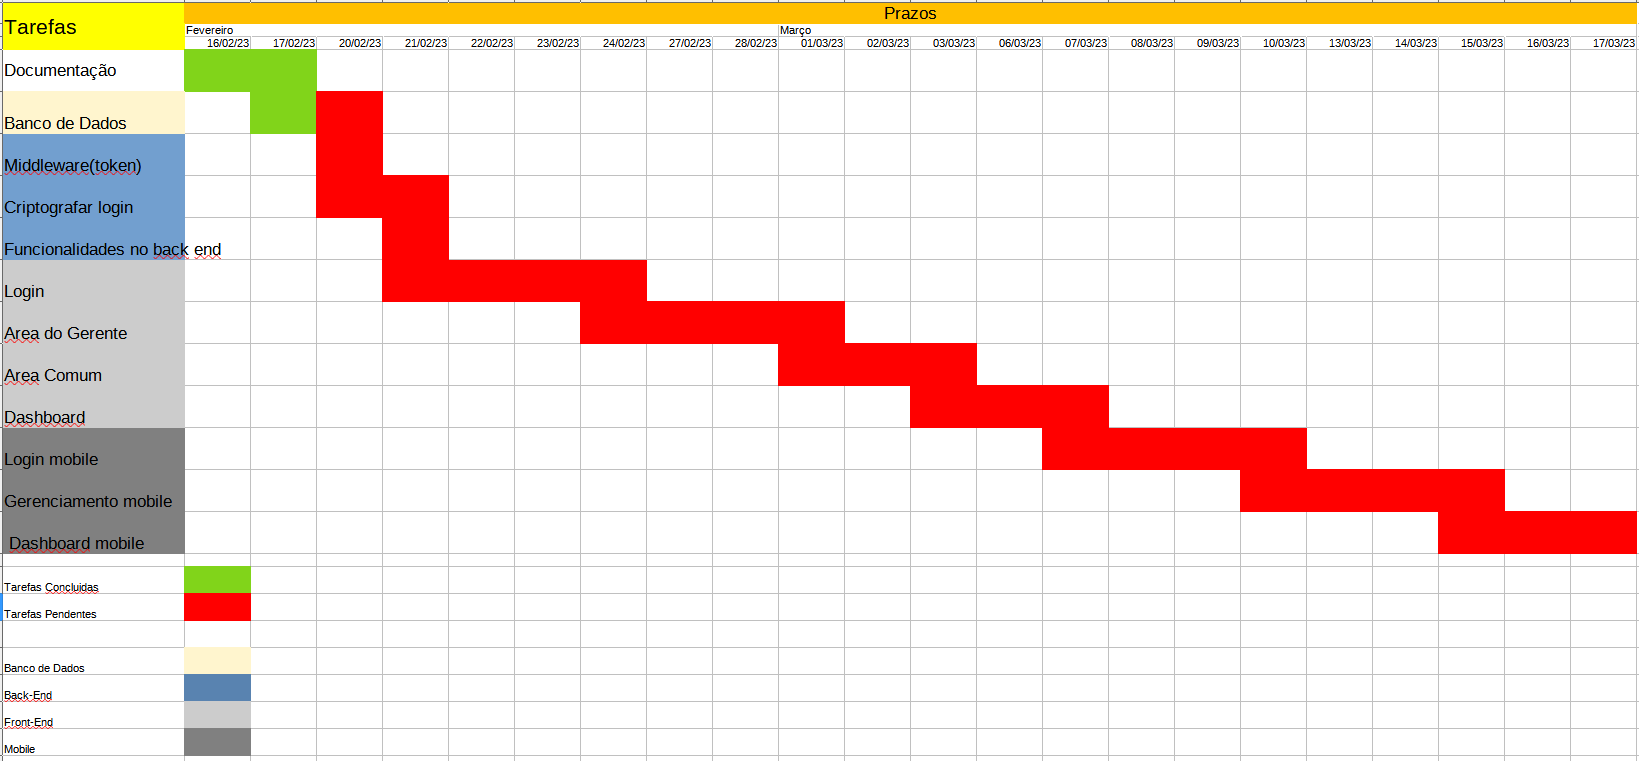 Tarefas
Prazos
Fevereiro
Março
16/02/23 17/02/23 20/02/23 21/02/23 22/02/23 23/02/23 24/02/23 27/02/23 28/02/23 01/03/23 02/03/23 03/03/23 06/03/23 07/03/23 08/03/23 09/03/23 10/03/23 13/03/23 14/03/23 15/03/23 16/03/23 17/03/23
Documentação
Banco de Dados
Middleware(token)
Criptografar login
Funcionalidades no back end
Login
Area do Gerente
Area Comum
Dashboard
Login mobile
Gerenciamento mobile
Dashboard mobile
Tarefas Concluidas
Tarefas Pendentes
Banco de Dados
Back-End
Front-End
Mobile